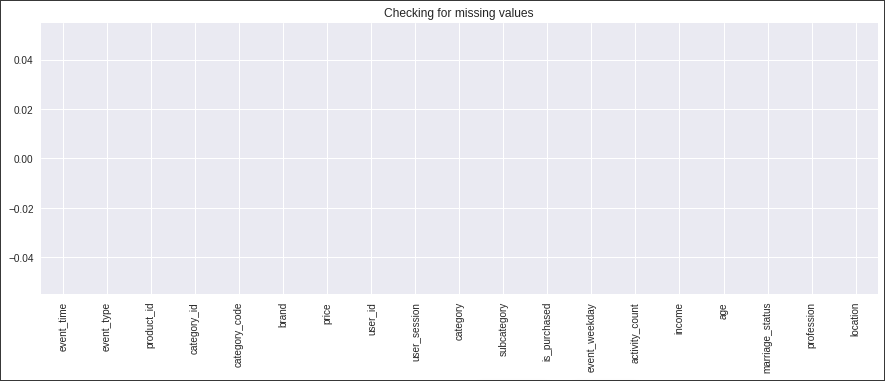 Checking for missing values
0.04
0.02
0.00
−0.02
−0.04
event_time
event_type
product_id
category_id
category_code
brand
price
user_id
user_session
category
subcategory
is_purchased
event_weekday
activity_count
income
age
marriage_status
profession
location